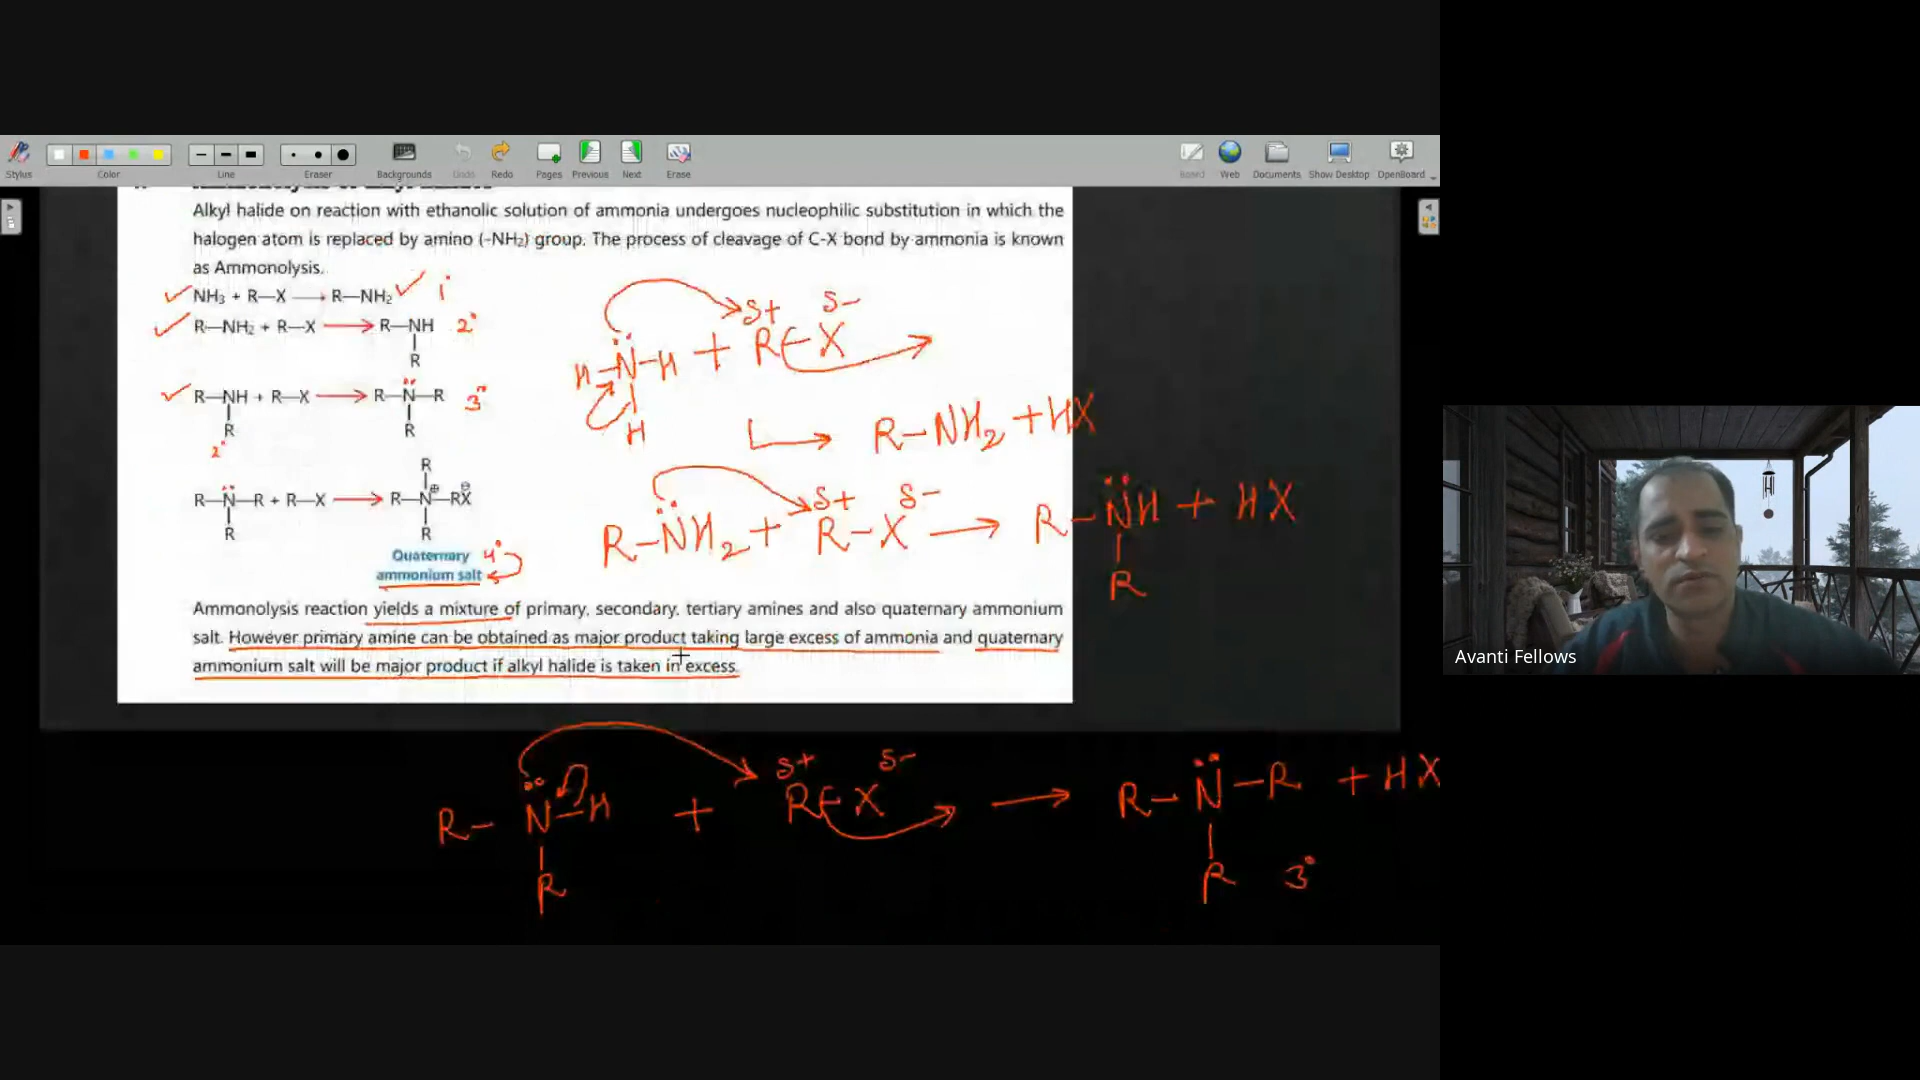 Stylus
Color
Line
Eraser
Backgrounds
Undo
Redo
Pages
Previous
Next
Erase
Board
Web
Documents
Show Desktop
OpenBoard
Alkyl halide on reaction with ethanolic solution of ammonia undergoes nucleophilic substitution in which the
halogen atom is replaced by amino (-NH₂) group. The process of cleavage of C-X bond by ammonia is known
as Ammonolysis.
NH₃ + R—X → R—NH₂ 1°
R—NH₂ + R—X → R—NH 2°
R
R—NH + R—X → R—N̈—R 3°
R
R
2°
R
R—N̈—R + R—X → R—N⊕—RX⊖
R
R
Quaternary 4°
ammonium salt
δ+ δ-
H-N̈-H + R-X →
H
→ R-NH₂ + HX
δ+ δ-
R-N̈H₂ + R-X → R-N̈H + HX
R
Ammonolysis reaction yields a mixture of primary, secondary, tertiary amines and also quaternary ammonium
salt. However primary amine can be obtained as major product taking large excess of ammonia and quaternary
ammonium salt will be major product if alkyl halide is taken in excess.
δ+ δ-
R-N̈-H + R-X → R-N̈-R + HX
R
R 3°
Avanti Fellows